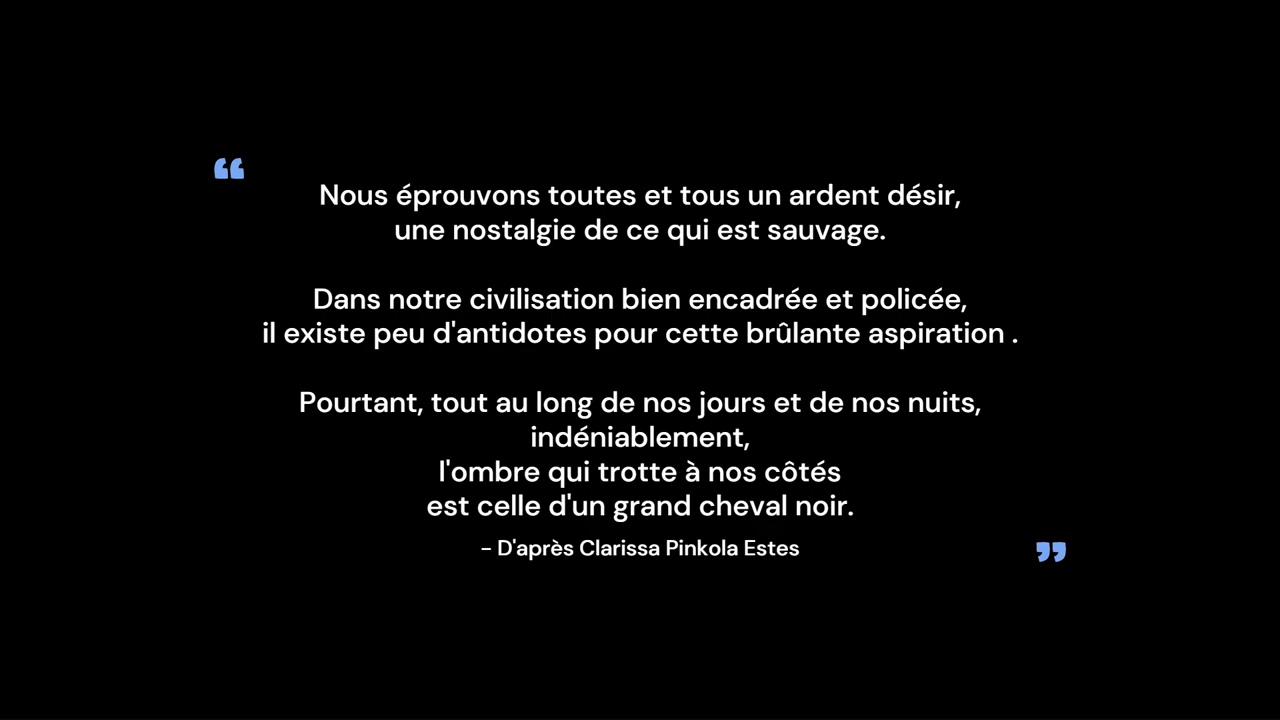 “
Nous éprouvons toutes et tous un ardent désir,
une nostalgie de ce qui est sauvage.
Dans notre civilisation bien encadrée et policée,
il existe peu d'antidotes pour cette brûlante aspiration .
Pourtant, tout au long de nos jours et de nos nuits,
indéniablement,
l'ombre qui trotte à nos côtés
est celle d'un grand cheval noir.
– D'après Clarissa Pinkola Estes
”